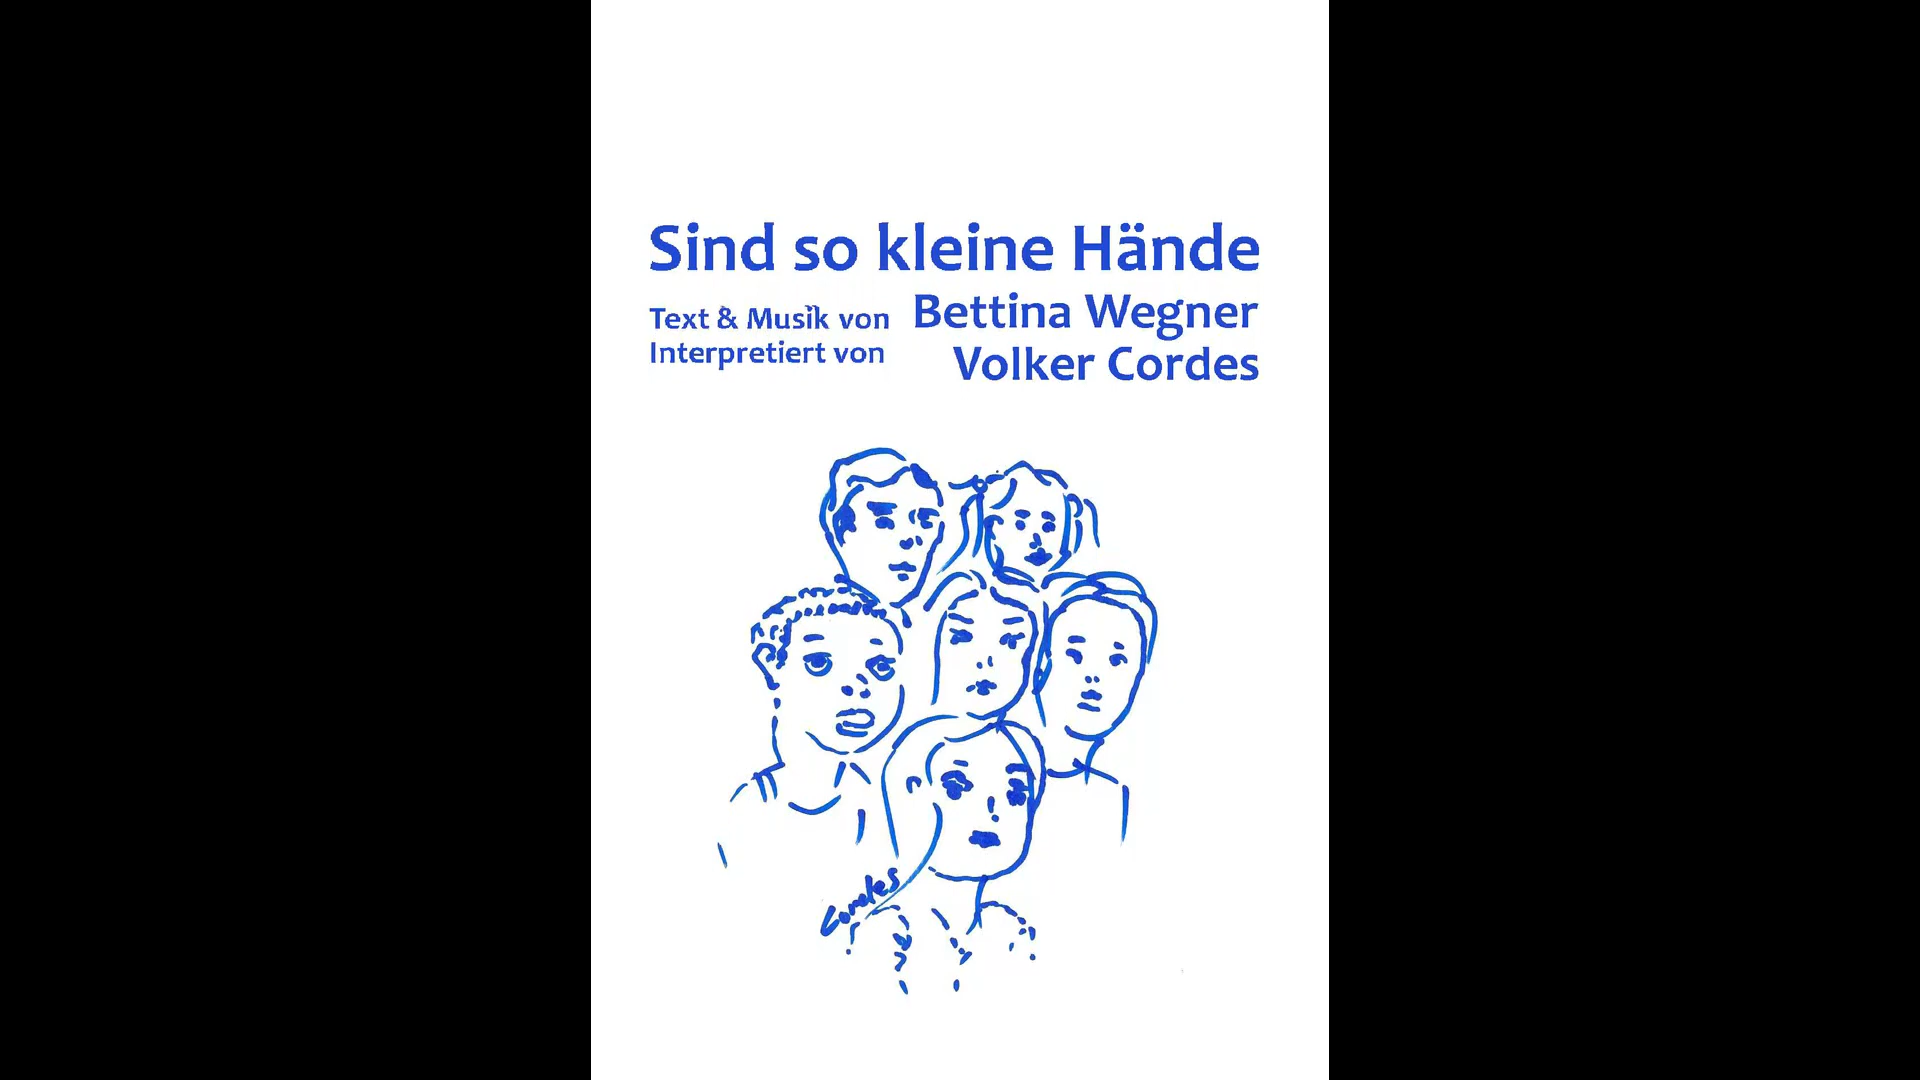 Sind so kleine Hände
Text & Musik von Bettina Wegner
Interpretiert von Volker Cordes
Cordes